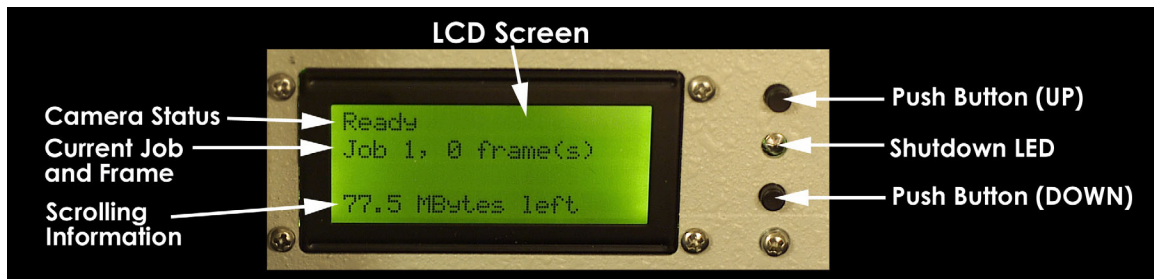 LCD Screen
Camera Status
Current Job
and Frame
Scrolling
Information
Ready
Job 1, 0 frame(s)
77.5 MBytes left
Push Button (UP)
Shutdown LED
Push Button (DOWN)